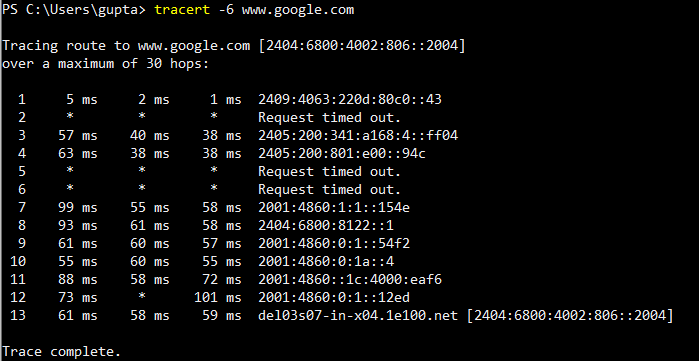 PS C:\Users\gupta> tracert -6 www.google.com
Tracing route to www.google.com [2404:6800:4002:806::2004]
over a maximum of 30 hops:
1 5 ms 2 ms 1 ms 2409:4063:220d:80c0::43
2 * * * Request timed out.
3 57 ms 40 ms 38 ms 2405:200:341:a168:4::ff04
4 63 ms 38 ms 38 ms 2405:200:801:e00::94c
5 * * * Request timed out.
6 * * * Request timed out.
7 99 ms 55 ms 58 ms 2001:4860:1:1::154e
8 93 ms 61 ms 58 ms 2404:6800:8122::1
9 61 ms 60 ms 57 ms 2001:4860:0:1::54f2
10 55 ms 60 ms 55 ms 2001:4860:0:1a::4
11 88 ms 58 ms 72 ms 2001:4860::1c:4000:eaf6
12 73 ms * 101 ms 2001:4860:0:1::12ed
13 61 ms 58 ms 59 ms del03s07-in-x04.1e100.net [2404:6800:4002:806::2004]
Trace complete.